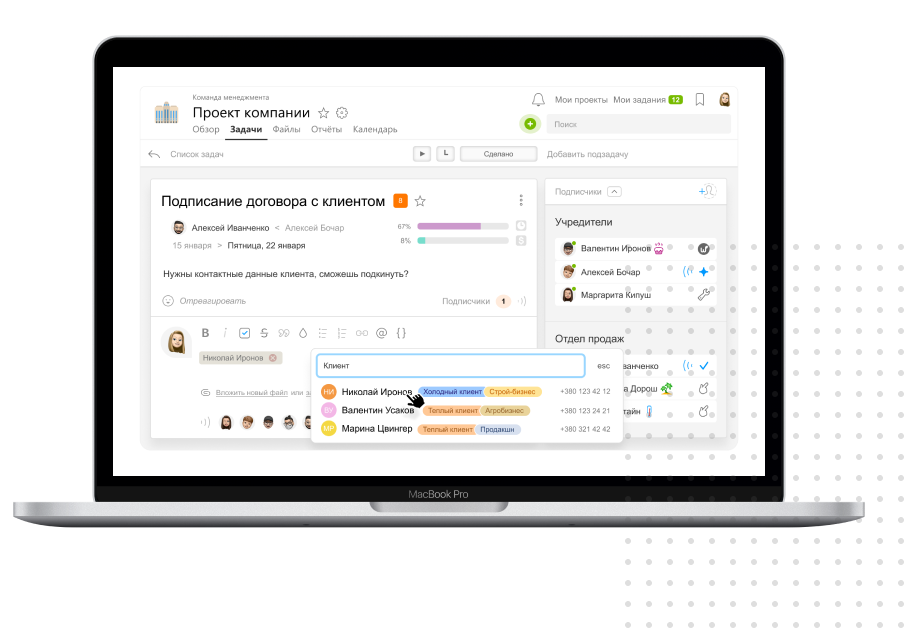 Команда менеджмента
Проект компании
Мои проекты Мои задания 12
Обзор Задачи Файлы Отчёты Календарь
Поиск
Список задач
L
Сделано
Добавить подзадачу
Подписание договора с клиентом 8
Подписчики
Алексей Иванченко < Алексей Бочар
67%
15 января > Пятница, 22 января
8%
S
Учредители
Валентин Иронов
Алексей Бочар
Маргарита Кипуш
Нужны контактные данные клиента, сможешь подкинуть?
Отреагировать
Подписчики 1
B i S @ {}
Отдел продаж
Николай Иронов
Клиент
esc
ванченко
Вложить новый файл или
Николай Иронов Холодный клиент Строй-бизнес +380 123 42 12
НИ
а Дорош
Валентин Усаков Теплый клиент Агробизнес +380 123 24 21
ВУ
тайн
Марина Цвингер Теплый клиент Продакшн +380 321 42 42
МР
MacBook Pro